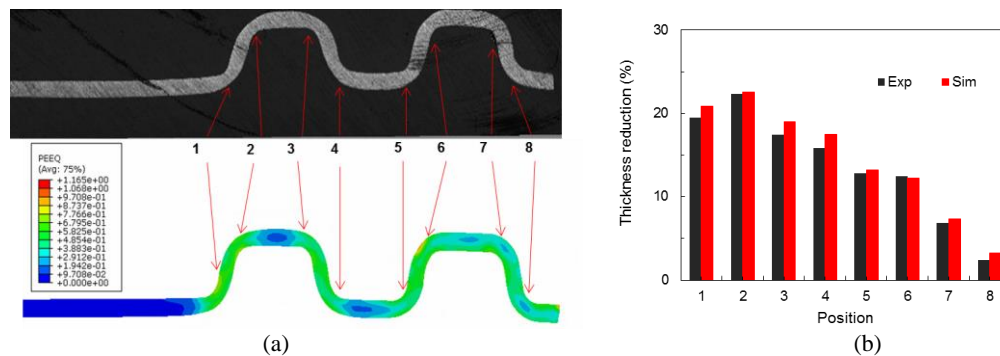 1 2 3 4 5 6 7 8
PEEQ
(Avg: 75%)
+1.165e+00
+1.068e+00
+9.708e-01
+8.737e-01
+7.766e-01
+6.795e-01
+5.825e-01
+4.854e-01
+3.883e-01
+2.912e-01
+1.942e-01
+9.708e-02
+0.000e+00
(a)
30
20
10
0
Thickness reduction (%)
Exp Sim
1 2 3 4 5 6 7 8
Position
(b)